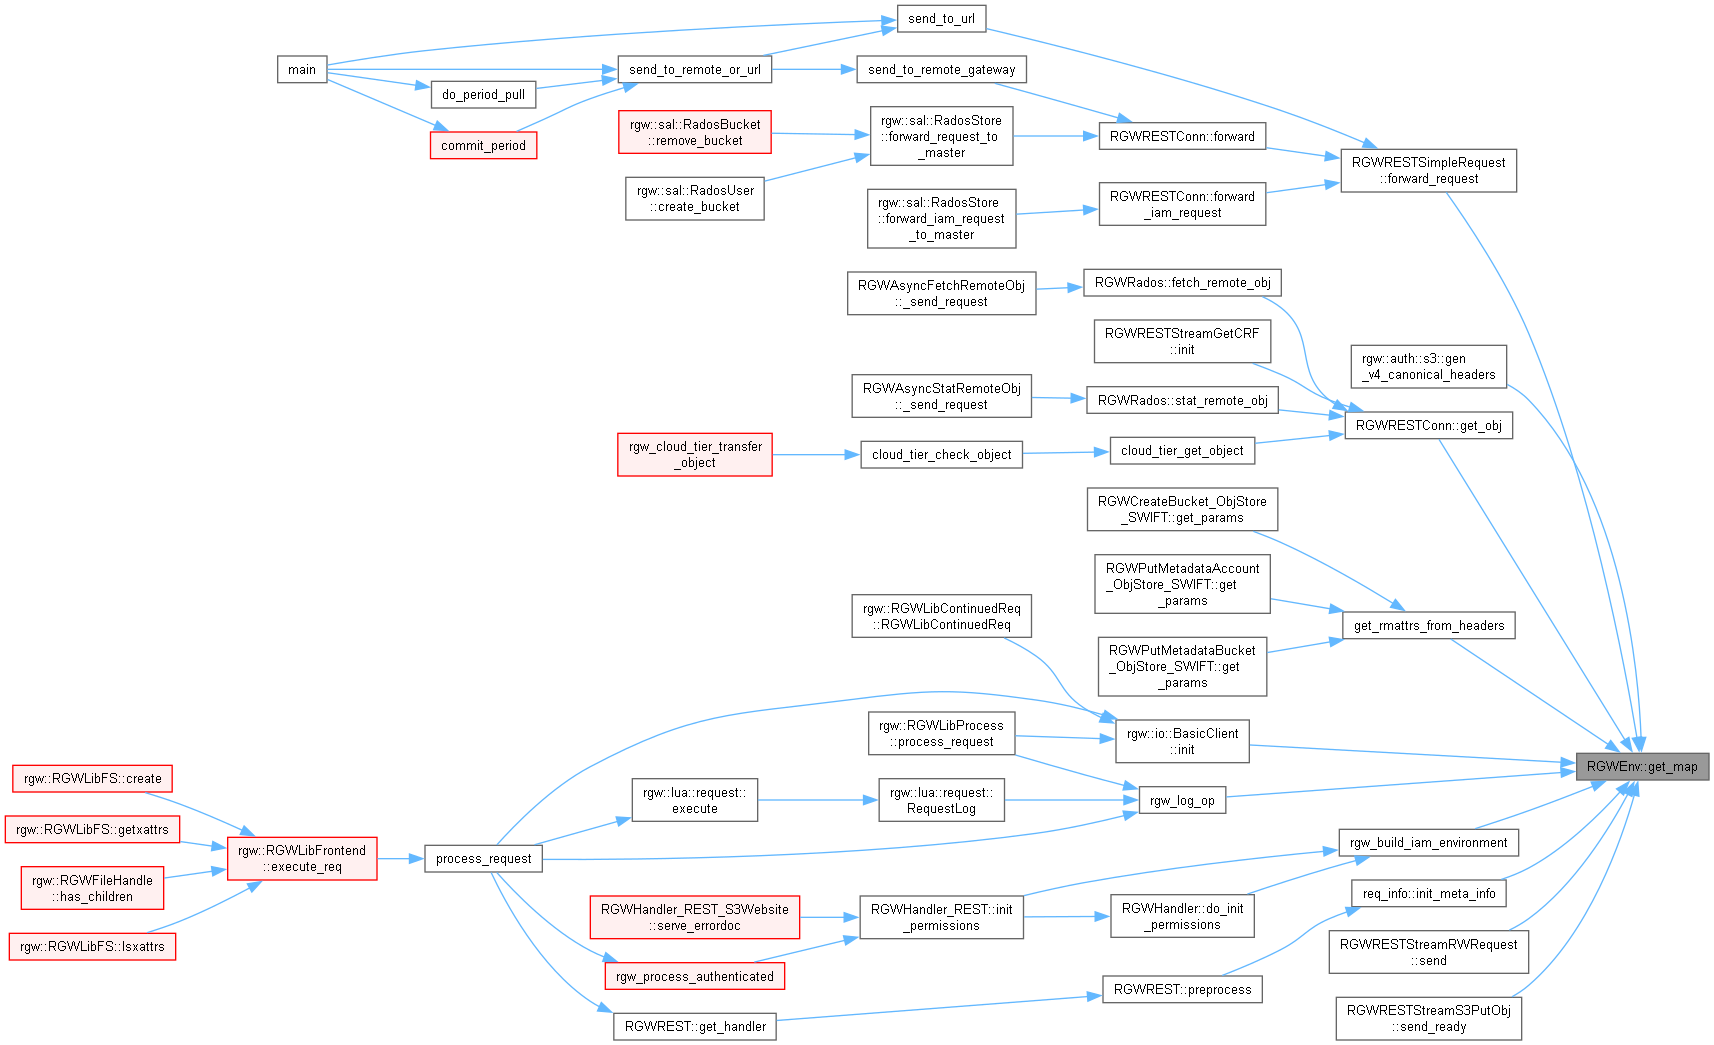 send_to_url
main
send_to_remote_or_url
send_to_remote_gateway
do_period_pull
commit_period
rgw::sal::RadosBucket
::remove_bucket
rgw::sal::RadosStore
::forward_request_to
_master
RGWRESTConn::forward
RGWRESTSimpleRequest
::forward_request
rgw::sal::RadosUser
::create_bucket
rgw::sal::RadosStore
::forward_iam_request
_to_master
RGWRESTConn::forward
_iam_request
RGWAsyncFetchRemoteObj
::_send_request
RGWRados::fetch_remote_obj
RGWRESTStreamGetCRF
::init
rgw::auth::s3::gen
_v4_canonical_headers
RGWAsyncStatRemoteObj
::_send_request
RGWRados::stat_remote_obj
RGWRESTConn::get_obj
rgw_cloud_tier_transfer
_object
cloud_tier_check_object
cloud_tier_get_object
RGWCreateBucket_ObjStore
_SWIFT::get_params
RGWPutMetadataAccount
_ObjStore_SWIFT::get
_params
rgw::RGWLibContinuedReq
::RGWLibContinuedReq
get_rmattrs_from_headers
RGWPutMetadataBucket
_ObjStore_SWIFT::get
_params
rgw::RGWLibProcess
::process_request
rgw::io::BasicClient
::init
RGWEnv::get_map
rgw::RGWLibFS::create
rgw::lua::request::
execute
rgw::lua::request::
RequestLog
rgw_log_op
rgw::RGWLibFS::getxattrs
rgw::RGWLibFrontend
::execute_req
process_request
rgw_build_iam_environment
rgw::RGWFileHandle
::has_children
RGWHandler_REST_S3Website
::serve_errordoc
RGWHandler_REST::init
_permissions
RGWHandler::do_init
_permissions
req_info::init_meta_info
rgw::RGWLibFS::lsxattrs
rgw_process_authenticated
RGWRESTStreamRWRequest
::send
RGWREST::preprocess
RGWREST::get_handler
RGWRESTStreamS3PutObj
::send_ready